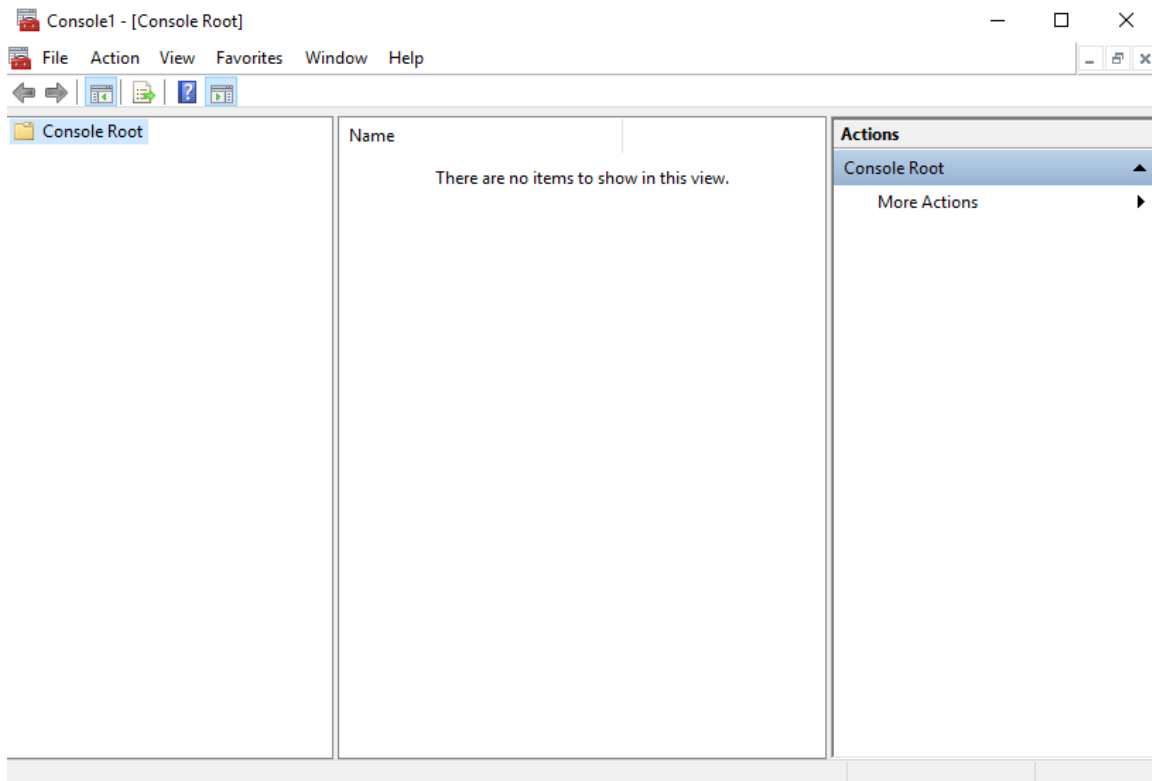 Console1 - [Console Root]
File Action View Favorites Window Help
Console Root
Name
There are no items to show in this view.
Actions
Console Root
More Actions